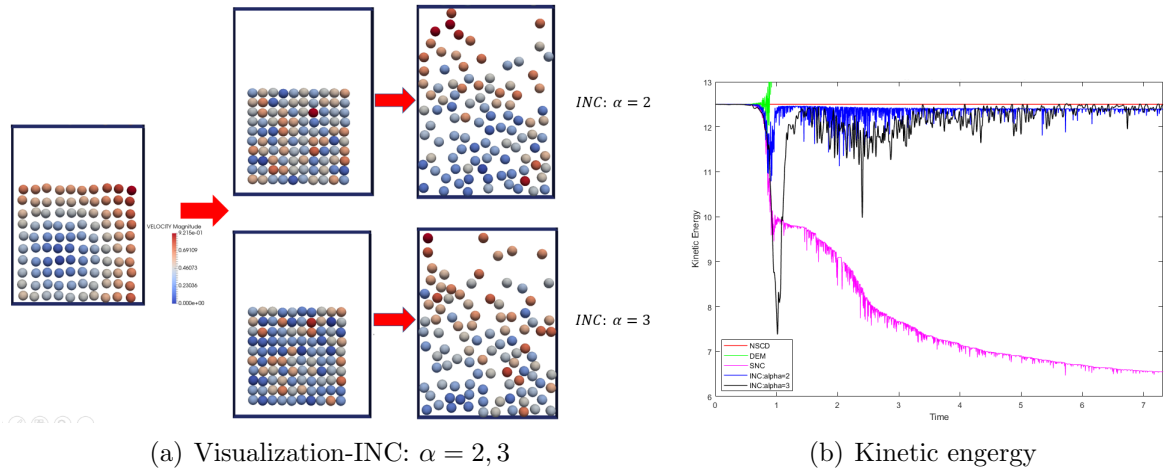 INC: α = 2
VELOCITY Magnitude
9.215e-01
0.69109
0.46073
0.23036
0.000e+00
INC: α = 3
(a) Visualization-INC: α = 2, 3
13
12
11
10
9
8
7
6
Kinetic Energy
NSCD
DEM
SNC
INC:alpha=2
INC:alpha=3
0 1 2 3 4 5 6 7
Time
(b) Kinetic engergy